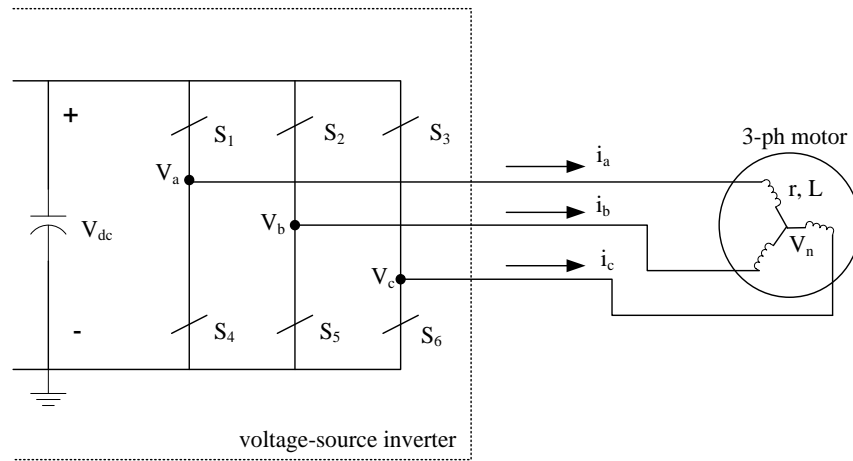 +
S1
S2
S3
3-ph motor
Va
ia
r, L
Vb
ib
Vdc
Vn
Vc
ic
-
S4
S5
S6
voltage-source inverter